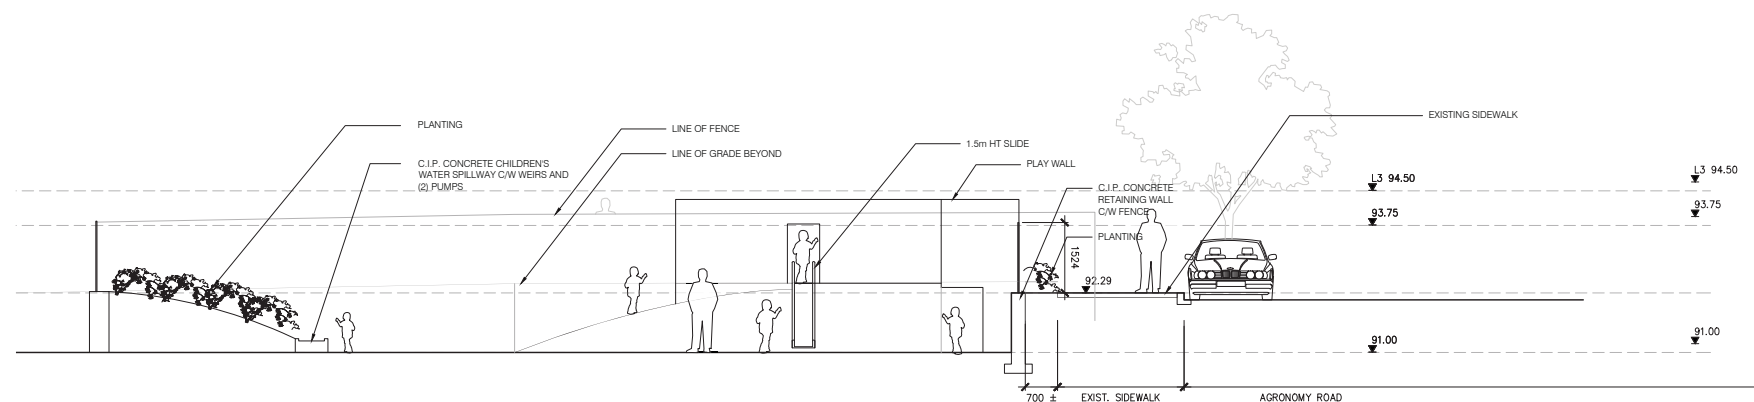 PLANTING
C.I.P. CONCRETE CHILDREN'S
WATER SPILLWAY C/W WEIRS AND
(2) PUMPS
LINE OF FENCE
LINE OF GRADE BEYOND
1.5m HT SLIDE
PLAY WALL
C.I.P. CONCRETE
RETAINING WALL
C/W FENCE
PLANTING
1524
92.29
EXISTING SIDEWALK
L3 94.50
93.75
91.00
L3 94.50
93.75
91.00
700 ±
EXIST. SIDEWALK
AGRONOMY ROAD